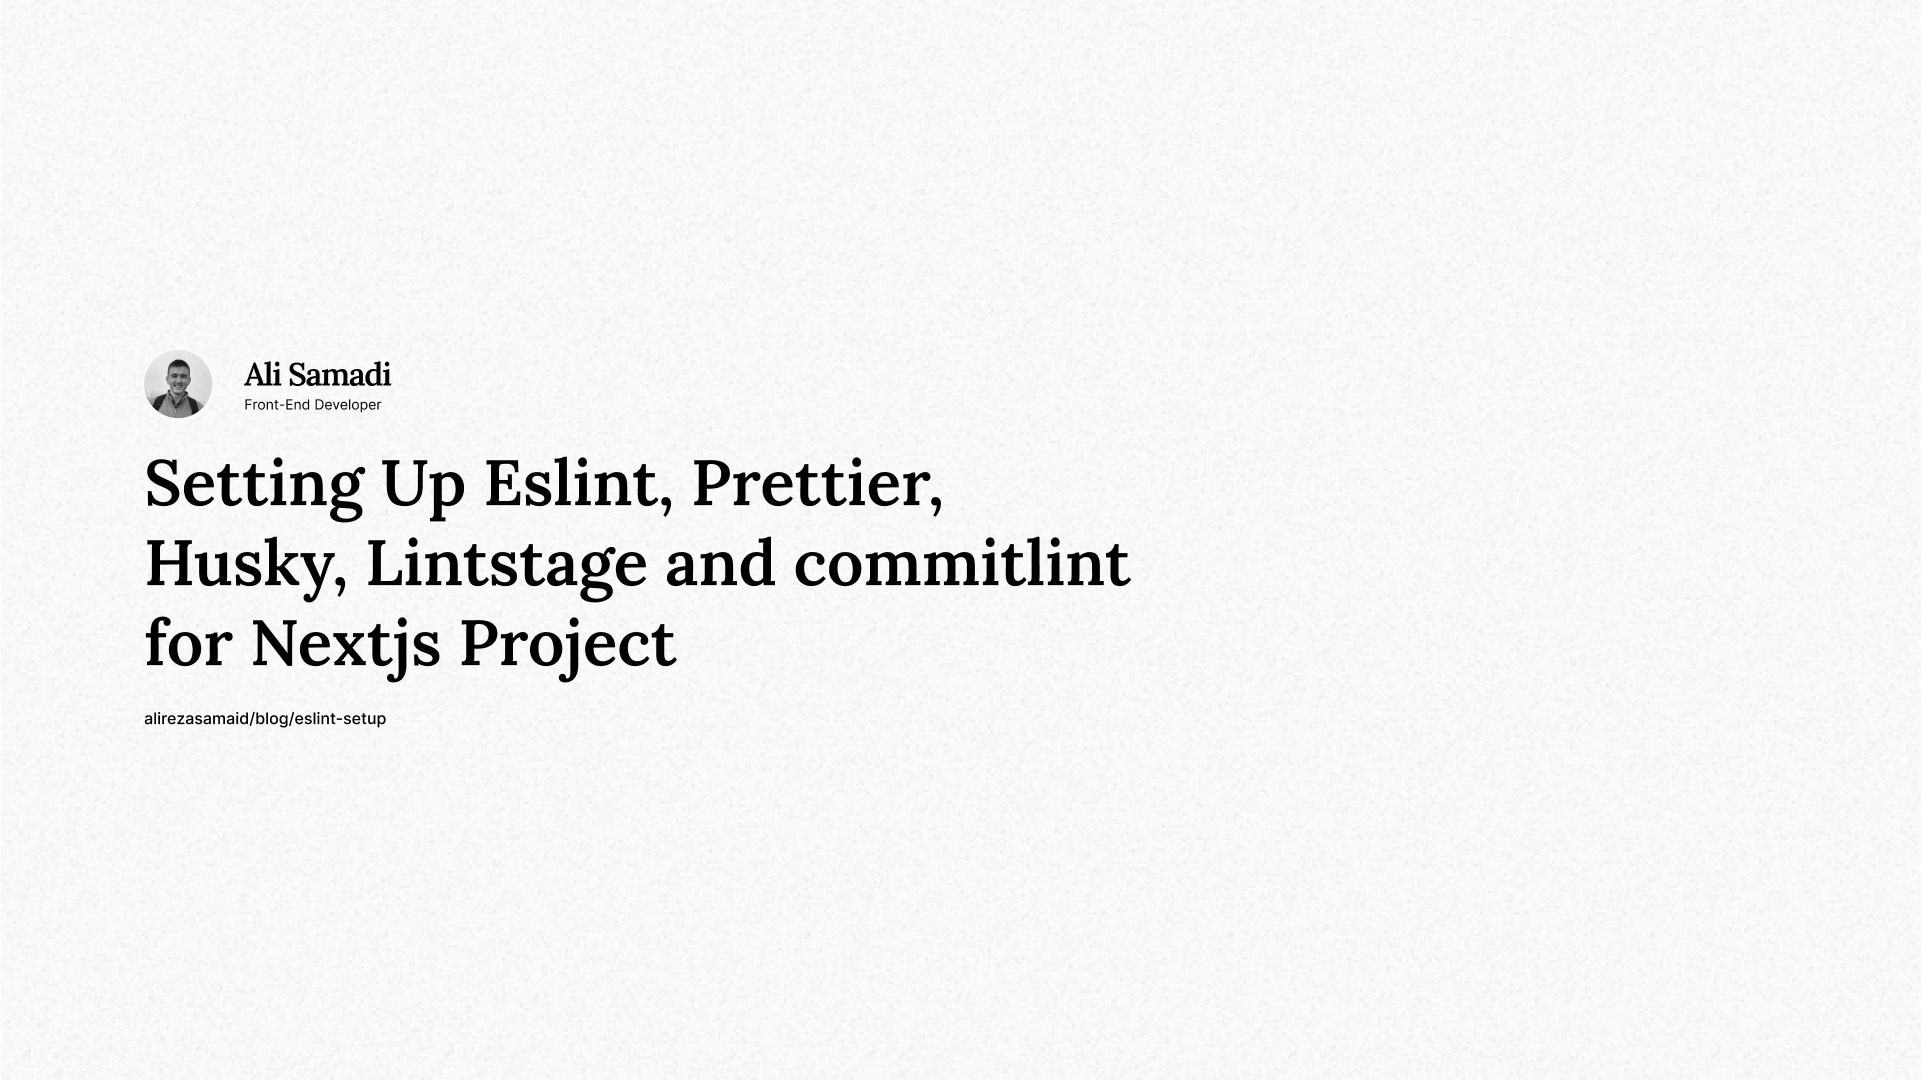 Ali Samadi
Front-End Developer
Setting Up Eslint, Prettier,
Husky, Lintstage and commitlint
for Nextjs Project
alirezasamaid/blog/eslint-setup